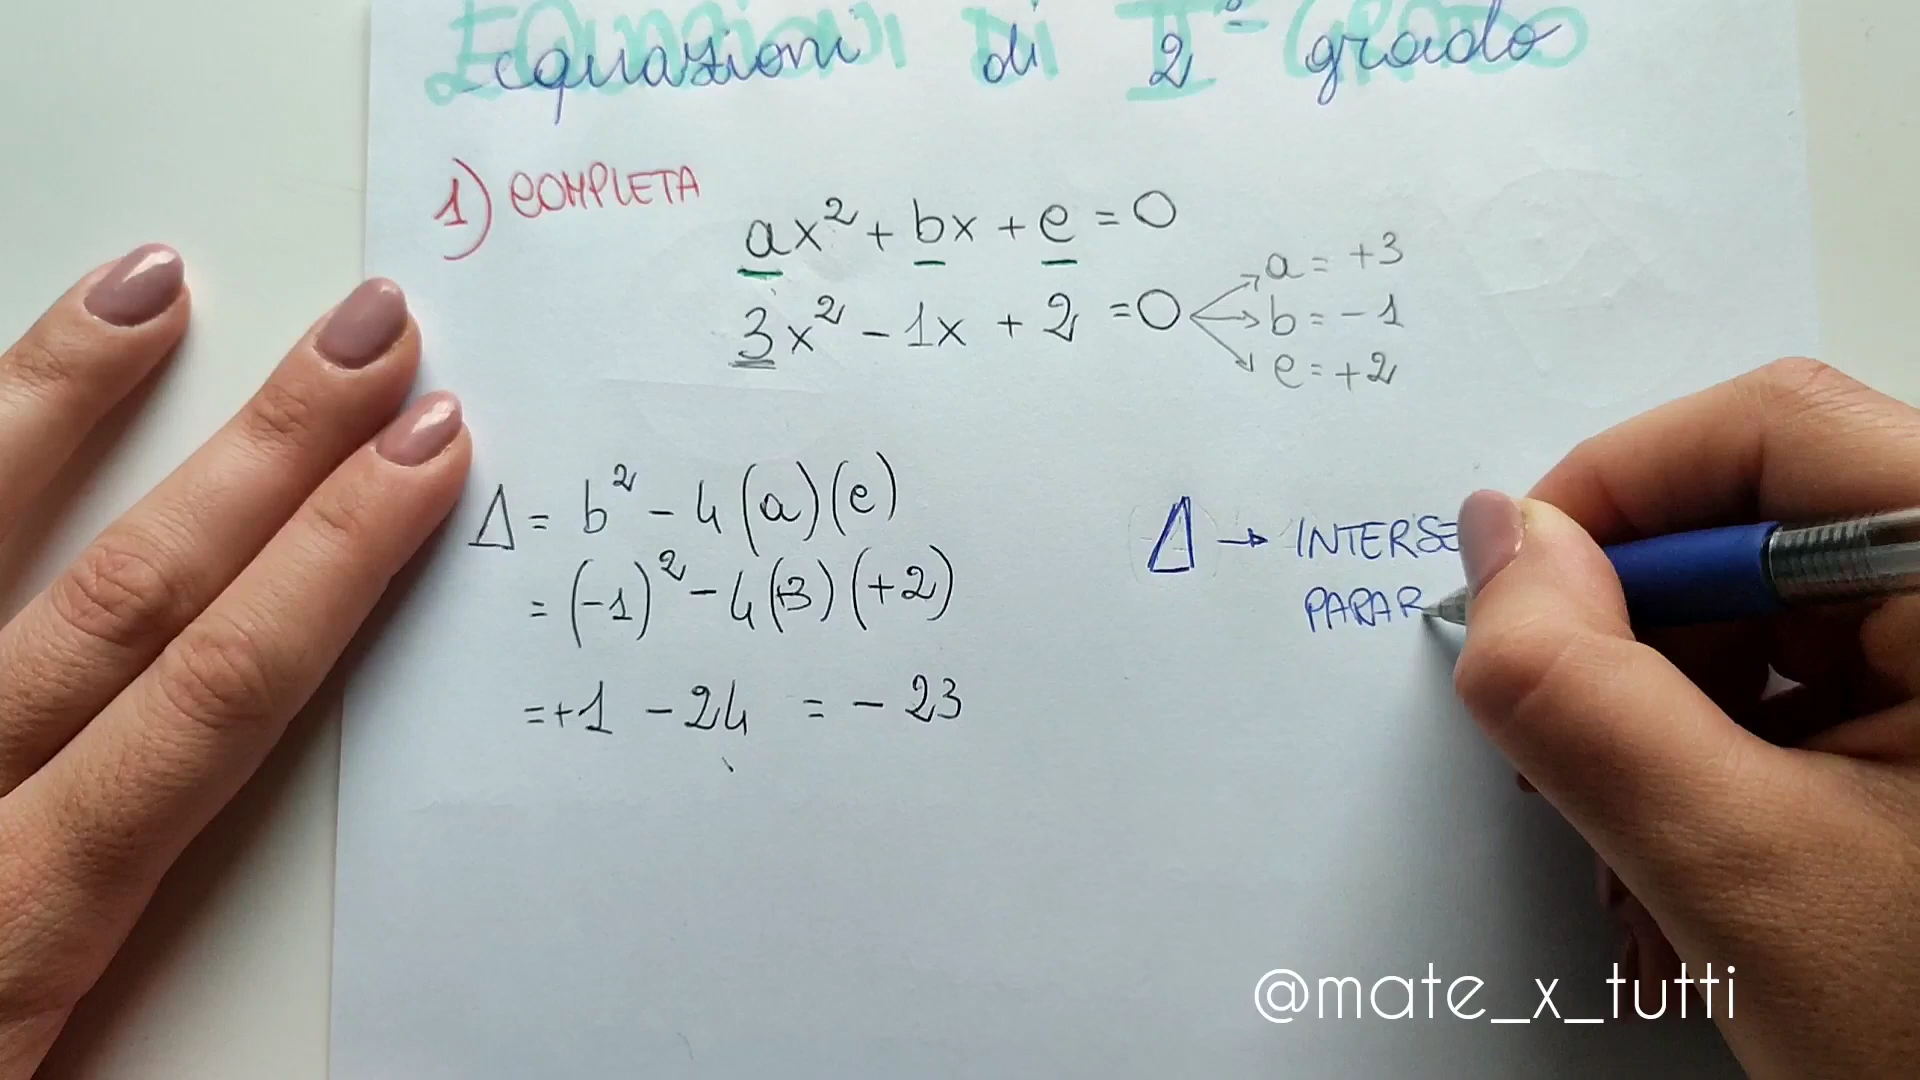 Equazioni di 2° grado
1) COMPLETA
ax² + bx + c = 0
3x² - 1x + 2 = 0
a = +3
b = -1
c = +2
Δ = b² - 4(a)(c)
= (-1)² - 4(+3)(+2)
= +1 - 24 = - 23
Δ → INTERSE
PARAR
@mate_x_tutti